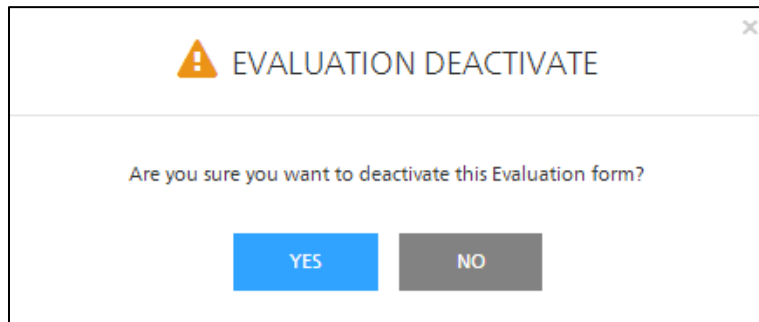 EVALUATION DEACTIVATE
Are you sure you want to deactivate this Evaluation form?
YES NO